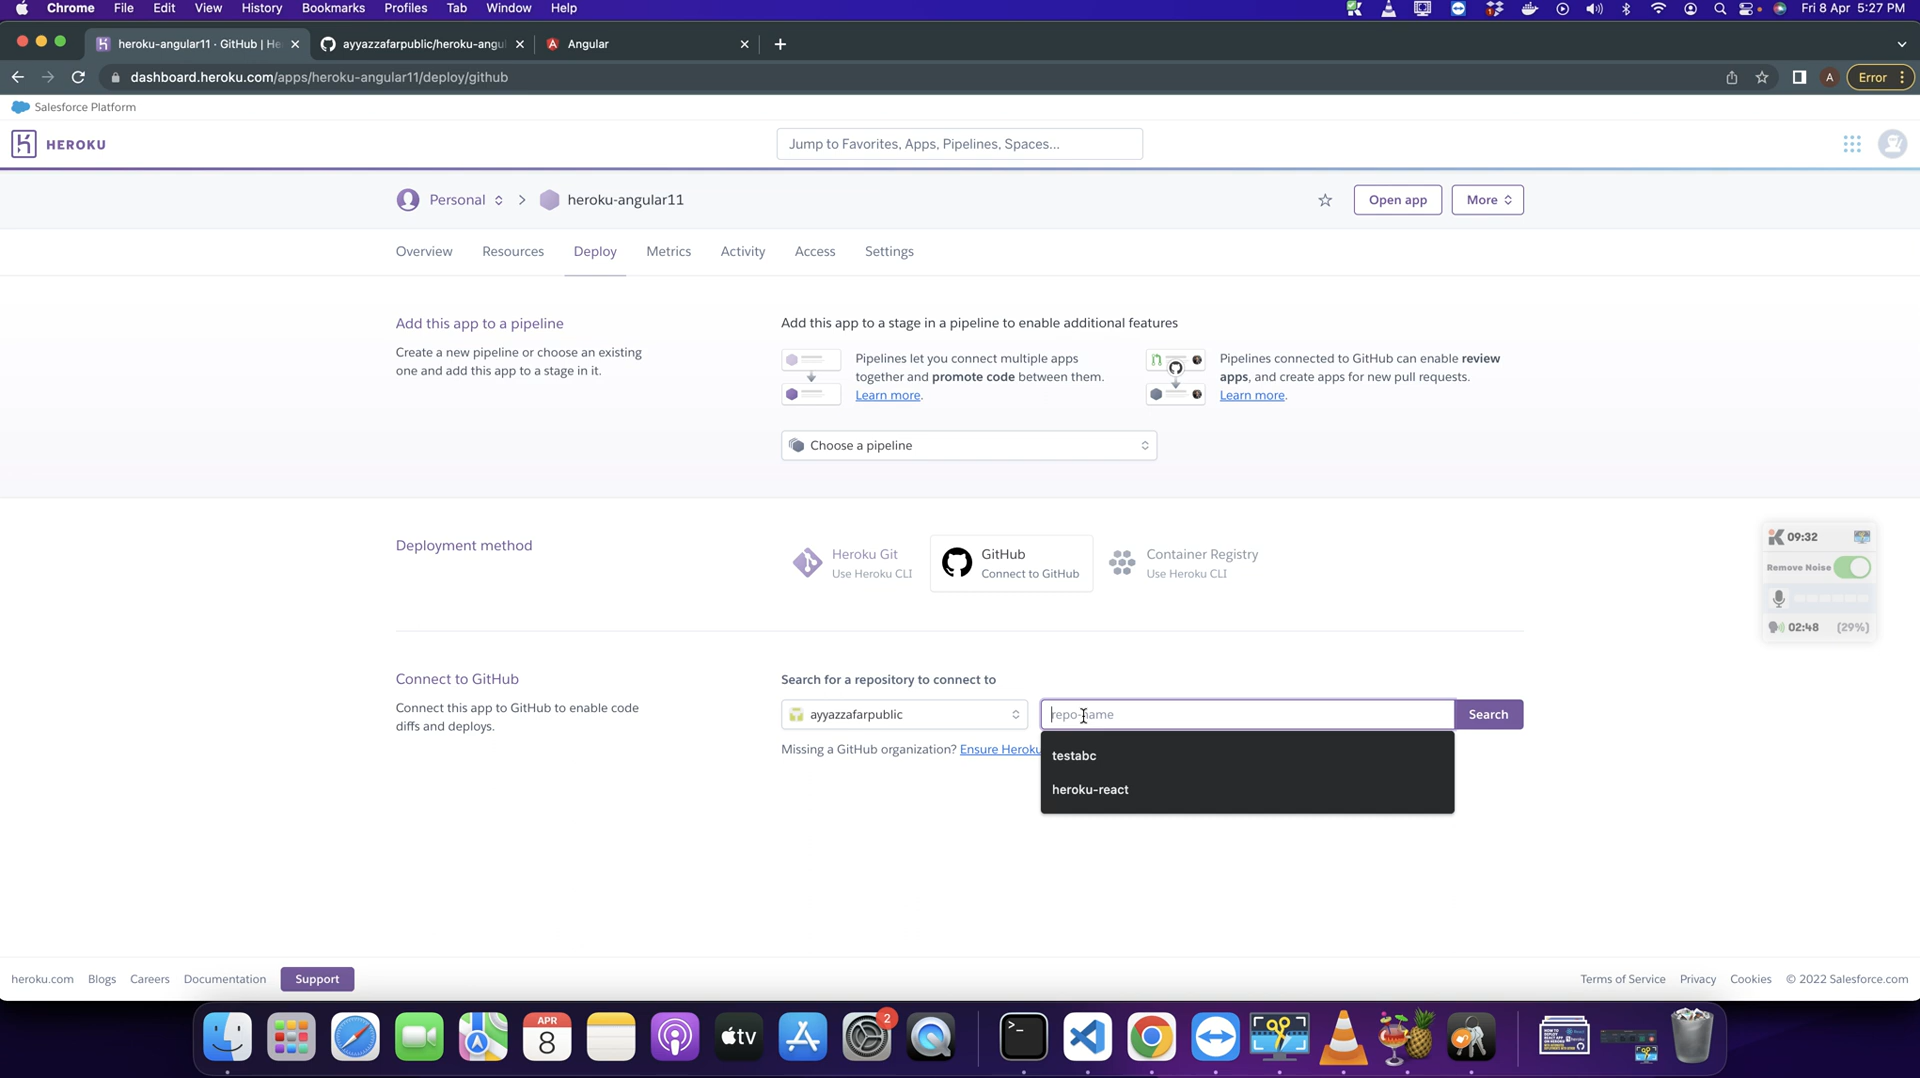 Chrome File Edit View History Bookmarks Profiles Tab Window Help Fri 8 Apr 5:27 PM
heroku-angular11 · GitHub | He
ayyazzafarpublic/heroku-angul
Angular
dashboard.heroku.com/apps/heroku-angular11/deploy/github
A
Error
Salesforce Platform
HEROKU
Jump to Favorites, Apps, Pipelines, Spaces...
Personal > heroku-angular11
Open app
More
Overview Resources Deploy Metrics Activity Access Settings
Add this app to a pipeline
Create a new pipeline or choose an existing
one and add this app to a stage in it.
Add this app to a stage in a pipeline to enable additional features
Pipelines let you connect multiple apps
together and promote code between them.
Learn more.
Pipelines connected to GitHub can enable review
apps, and create apps for new pull requests.
Learn more.
Choose a pipeline
Deployment method
Heroku Git
Use Heroku CLI
GitHub
Connect to GitHub
Container Registry
Use Heroku CLI
09:32
Remove Noise
02:48 (29%)
Connect to GitHub
Connect this app to GitHub to enable code
diffs and deploys.
Search for a repository to connect to
ayyazzafarpublic
repo-name
Search
Missing a GitHub organization? Ensure Heroku
testabc
heroku-react
heroku.com Blogs Careers Documentation Support
Terms of Service Privacy Cookies © 2022 Salesforce.com
APR
8
tv
2